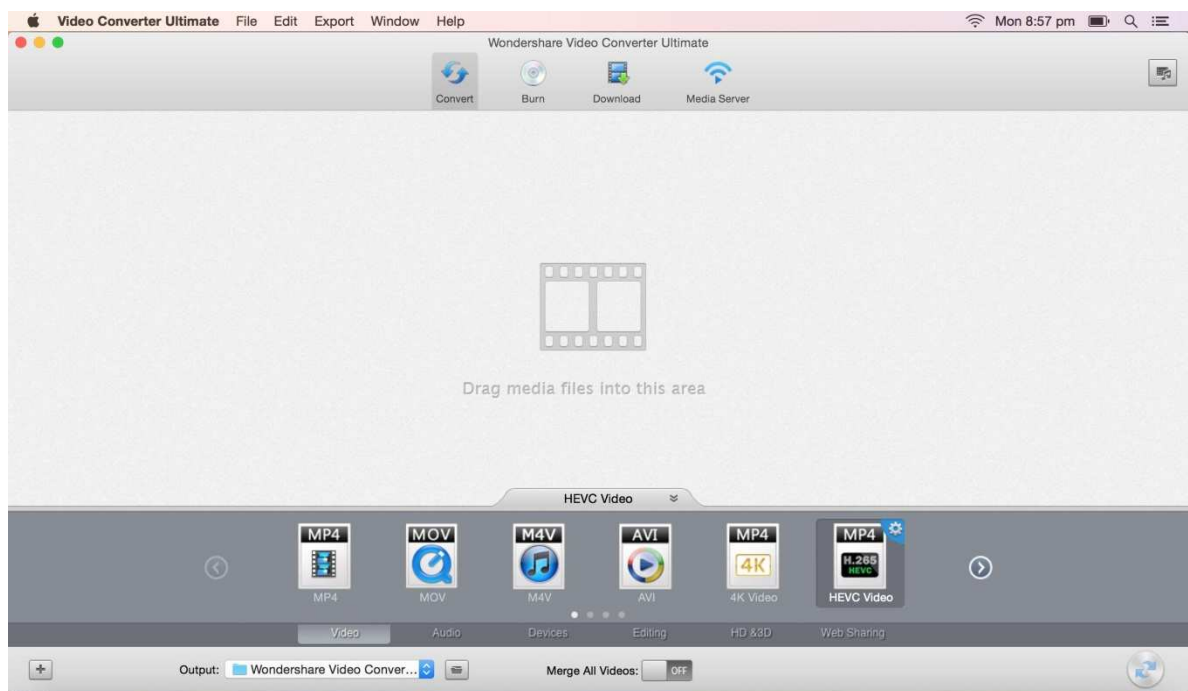 Video Converter Ultimate File Edit Export Window Help Mon 8:57 pm
Wondershare Video Converter Ultimate
Convert Burn Download Media Server
Drag media files into this area
HEVC Video
MP4 MOV M4V AVI MP4 MP4
4K H.265
HEVC
MP4 MOV M4V AVI 4K Video HEVC Video
Video Audio Devices Editing HD &3D Web Sharing
Output: Wondershare Video Conver... Merge All Videos: OFF